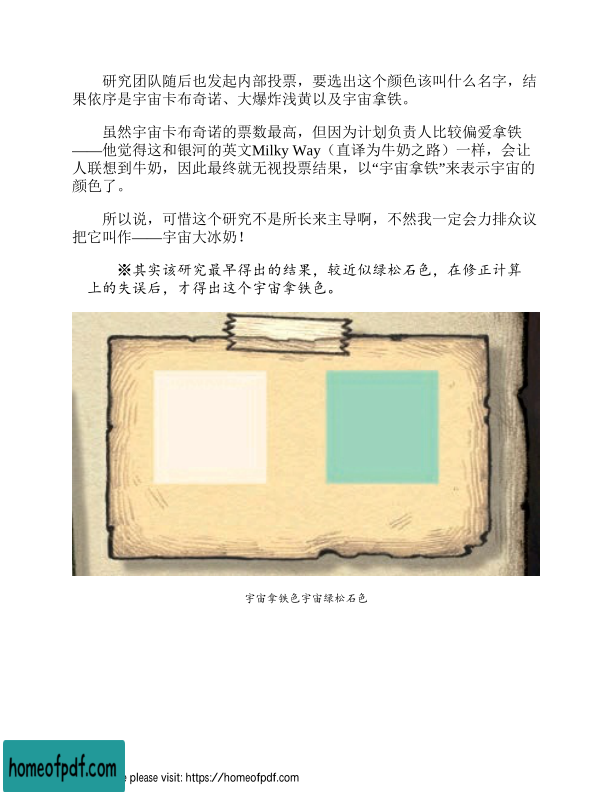 研究团队随后也发起内部投票，要选出这个颜色该叫什么名字，结
果依序是宇宙卡布奇诺、大爆炸浅黄以及宇宙拿铁。
虽然宇宙卡布奇诺的票数最高，但因为计划负责人比较偏爱拿铁
——他觉得这和银河的英文Milky Way（直译为牛奶之路）一样，会让
人联想到牛奶，因此最终就无视投票结果，以“宇宙拿铁”来表示宇宙的
颜色了。
所以说，可惜这个研究不是所长来主导啊，不然我一定会力排众议
把它叫作——宇宙大冰奶！
※其实该研究最早得出的结果，较近似绿松石色，在修正计算
上的失误后，才得出这个宇宙拿铁色。
宇宙拿铁色宇宙绿松石色
homeofpdf.com
please visit: https://homeofpdf.com